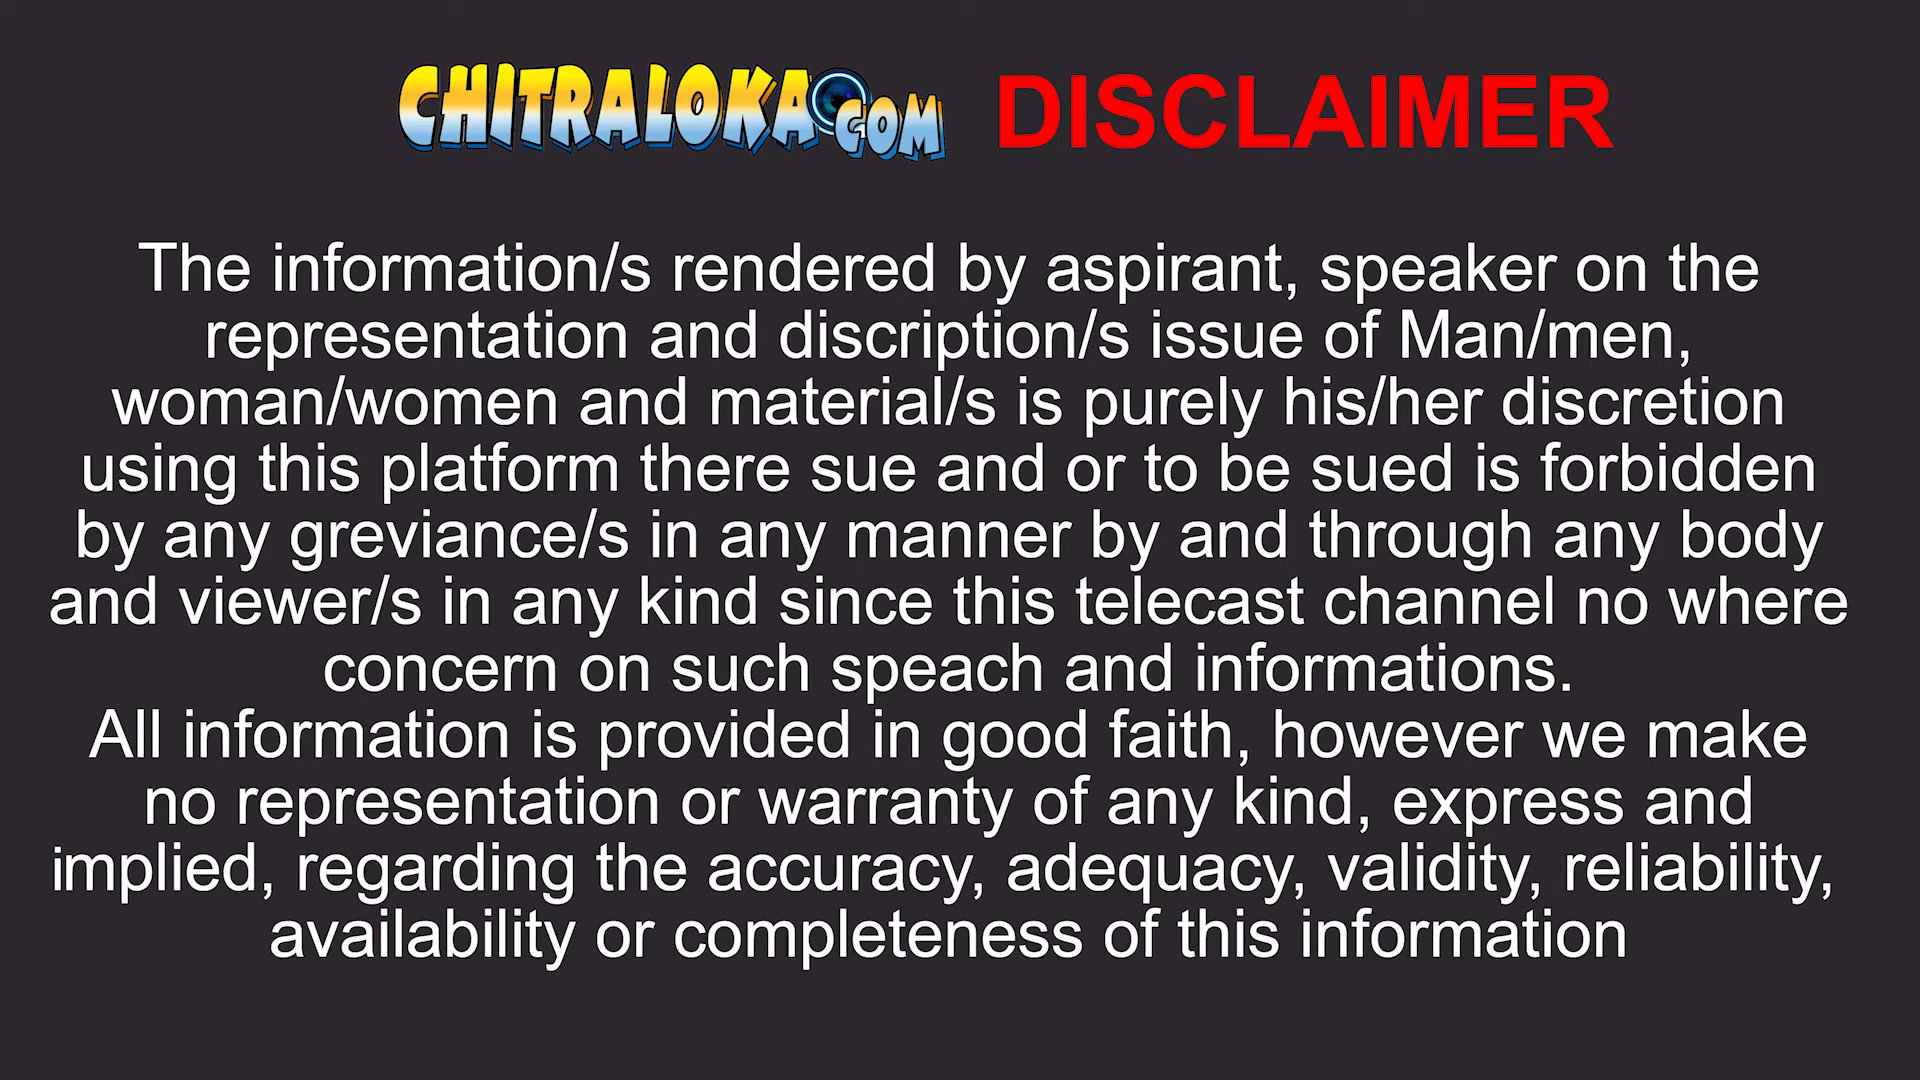 CHITRALOKA.COM DISCLAIMER
The information/s rendered by aspirant, speaker on the
representation and discription/s issue of Man/men,
woman/women and material/s is purely his/her discretion
using this platform there sue and or to be sued is forbidden
by any greviance/s in any manner by and through any body
and viewer/s in any kind since this telecast channel no where
concern on such speach and informations.
All information is provided in good faith, however we make
no representation or warranty of any kind, express and
implied, regarding the accuracy, adequacy, validity, reliability,
availability or completeness of this information